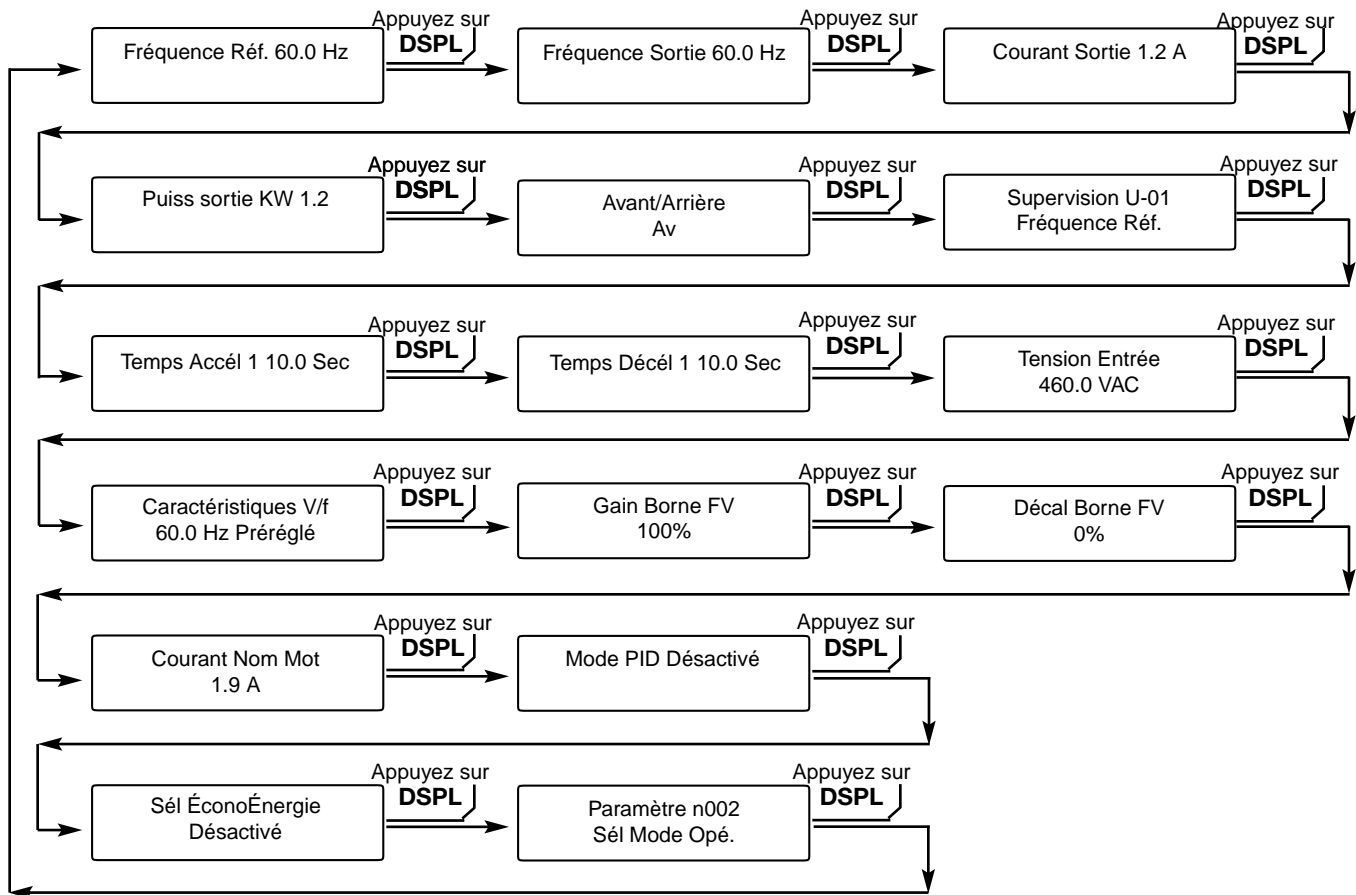 Appuyez sur
DSPL
Appuyez sur
DSPL
Appuyez sur
DSPL
Fréquence Réf. 60.0 Hz
Fréquence Sortie 60.0 Hz
Courant Sortie 1.2 A
Appuyez sur
DSPL
Appuyez sur
DSPL
Appuyez sur
DSPL
Puiss sortie KW 1.2
Avant/Arrière
Av
Supervision U-01
Fréquence Réf.
Appuyez sur
DSPL
Appuyez sur
DSPL
Appuyez sur
DSPL
Temps Accél 1 10.0 Sec
Temps Décél 1 10.0 Sec
Tension Entrée
460.0 VAC
Appuyez sur
DSPL
Appuyez sur
DSPL
Appuyez sur
DSPL
Caractéristiques V/f
60.0 Hz Préréglé
Gain Borne FV
100%
Décal Borne FV
0%
Appuyez sur
DSPL
Appuyez sur
DSPL
Courant Nom Mot
1.9 A
Mode PID Désactivé
Appuyez sur
DSPL
Appuyez sur
DSPL
Sél ÉconoÉnergie
Désactivé
Paramètre n002
Sél Mode Opé.